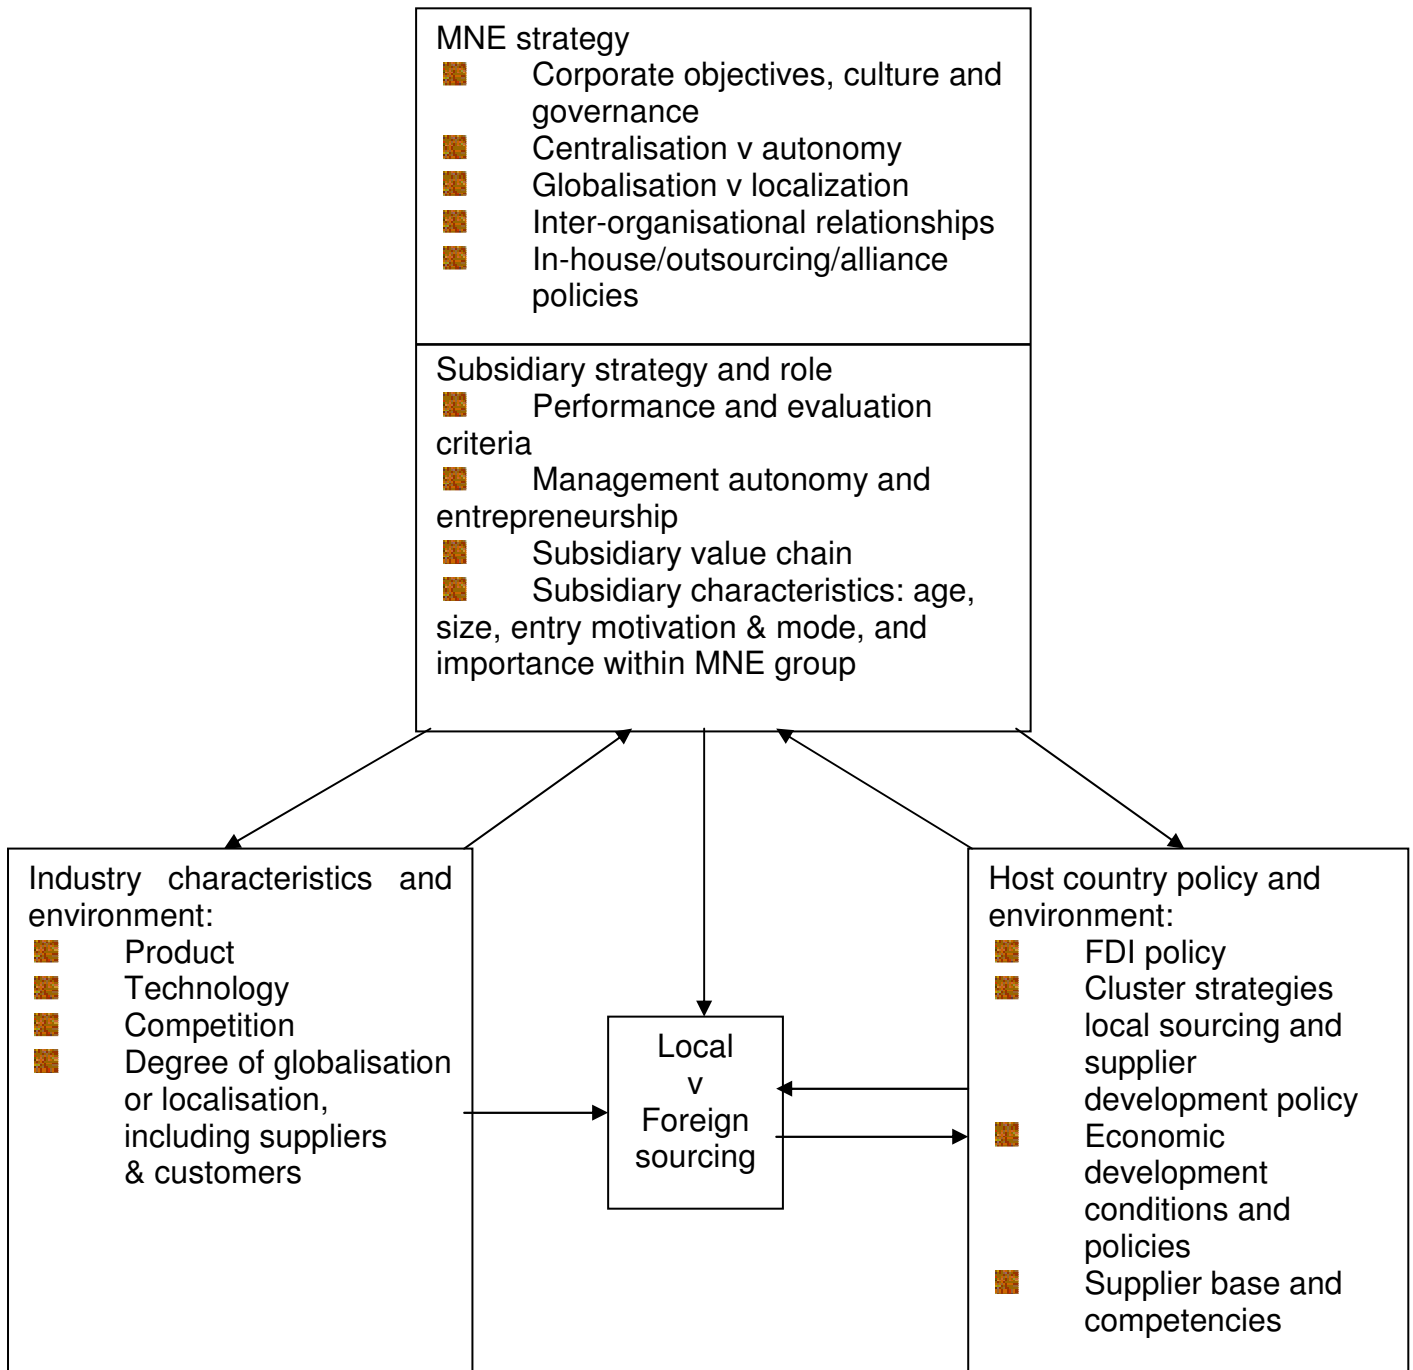 MNE strategy
Corporate objectives, culture and
governance
Centralisation v autonomy
Globalisation v localization
Inter-organisational relationships
In-house/outsourcing/alliance
policies
Subsidiary strategy and role
Performance and evaluation
criteria
Management autonomy and
entrepreneurship
Subsidiary value chain
Subsidiary characteristics: age,
size, entry motivation & mode, and
importance within MNE group
Industry characteristics and
environment:
Product
Technology
Competition
Degree of globalisation
or localisation,
including suppliers
& customers
Local
v
Foreign
sourcing
Host country policy and
environment:
FDI policy
Cluster strategies
local sourcing and
supplier
development policy
Economic
development
conditions and
policies
Supplier base and
competencies